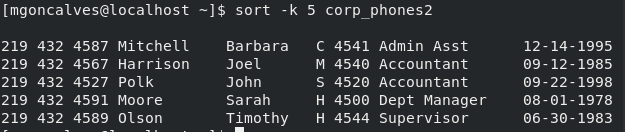 [mgoncalves@localhost ~]$ sort -k 5 corp_phones2
219 432 4587 Mitchell    Barbara   C 4541 Admin Asst      12-14-1995
219 432 4567 Harrison    Joel      M 4540 Accountant      09-12-1985
219 432 4527 Polk        John      S 4520 Accountant      09-22-1998
219 432 4591 Moore       Sarah     H 4500 Dept Manager    08-01-1978
219 432 4589 Olson       Timothy   H 4544 Supervisor      06-30-1983